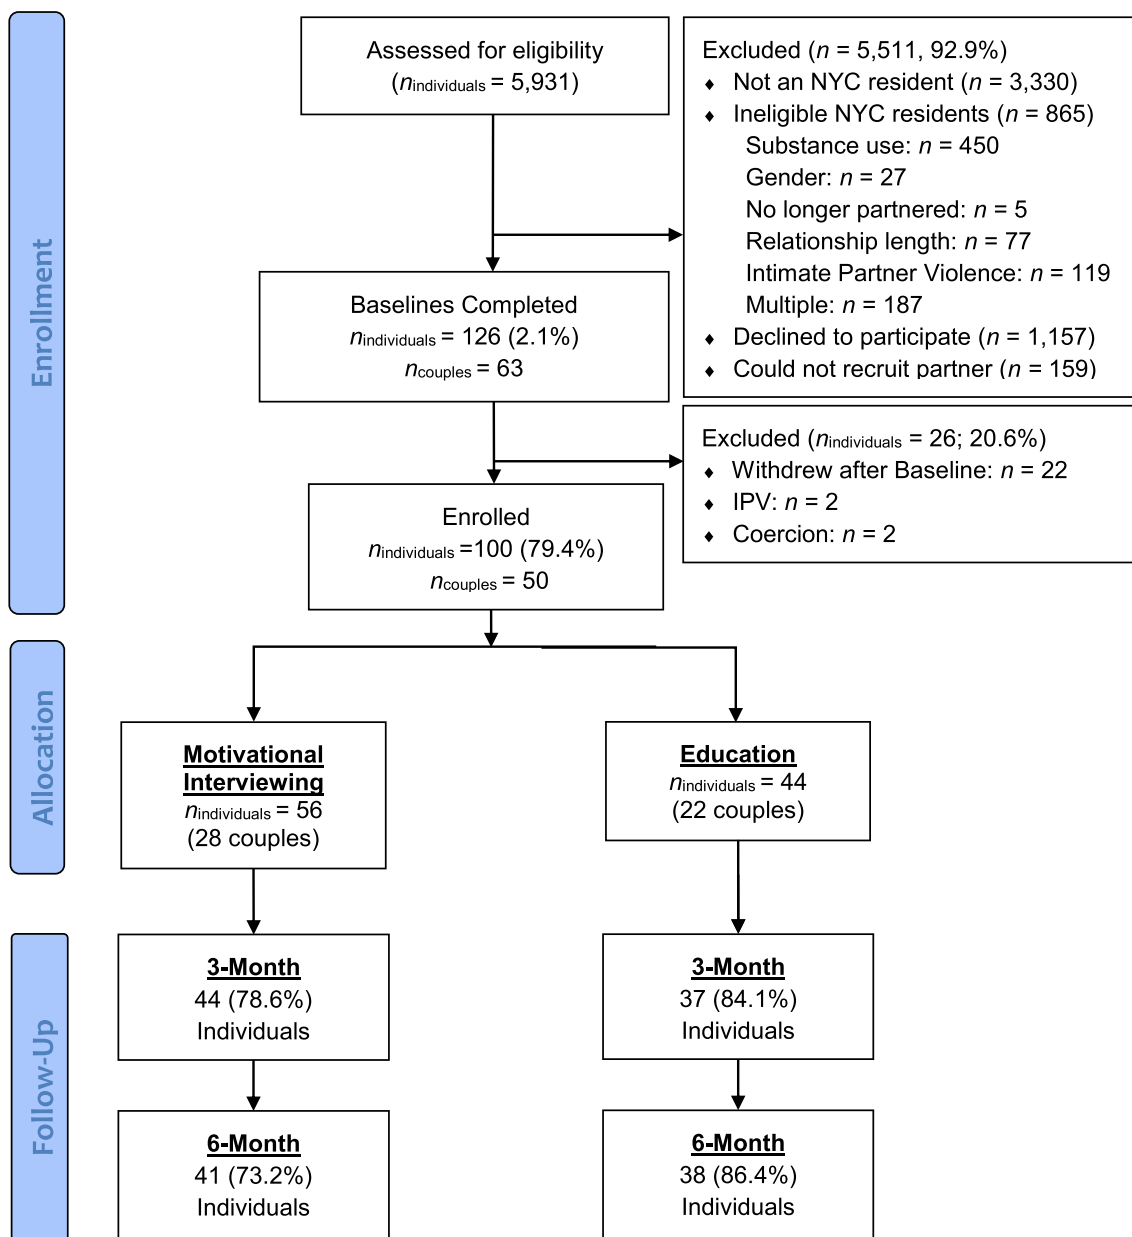 Enrollment
Assessed for eligibility
(nindividuals = 5,931)
Excluded (n = 5,511, 92.9%)
♦ Not an NYC resident (n = 3,330)
♦ Ineligible NYC residents (n = 865)
Substance use: n = 450
Gender: n = 27
No longer partnered: n = 5
Relationship length: n = 77
Intimate Partner Violence: n = 119
Multiple: n = 187
♦ Declined to participate (n = 1,157)
♦ Could not recruit partner (n = 159)
Baselines Completed
nindividuals = 126 (2.1%)
ncouples = 63
Excluded (nindividuals = 26; 20.6%)
♦ Withdrew after Baseline: n = 22
♦ IPV: n = 2
♦ Coercion: n = 2
Enrolled
nindividuals =100 (79.4%)
ncouples = 50
Allocation
Motivational
Interviewing
nindividuals = 56
(28 couples)
Education
nindividuals = 44
(22 couples)
Follow-Up
3-Month
44 (78.6%)
Individuals
3-Month
37 (84.1%)
Individuals
6-Month
41 (73.2%)
Individuals
6-Month
38 (86.4%)
Individuals